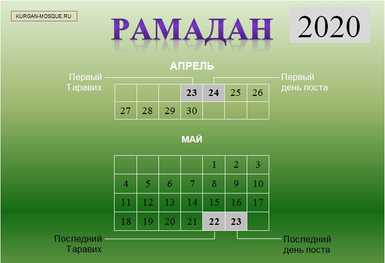 KURGAN-MOSQUE.RU
РАМАДАН 2020
АПРЕЛЬ
Первый
Таравих
Первый
день поста
23 24 25 26
27 28 29 30
МАЙ
1 2 3
4 5 6 7 8 9 10
11 12 13 14 15 16 17
18 19 20 21 22 23
Последний
Таравих
Последний
день поста